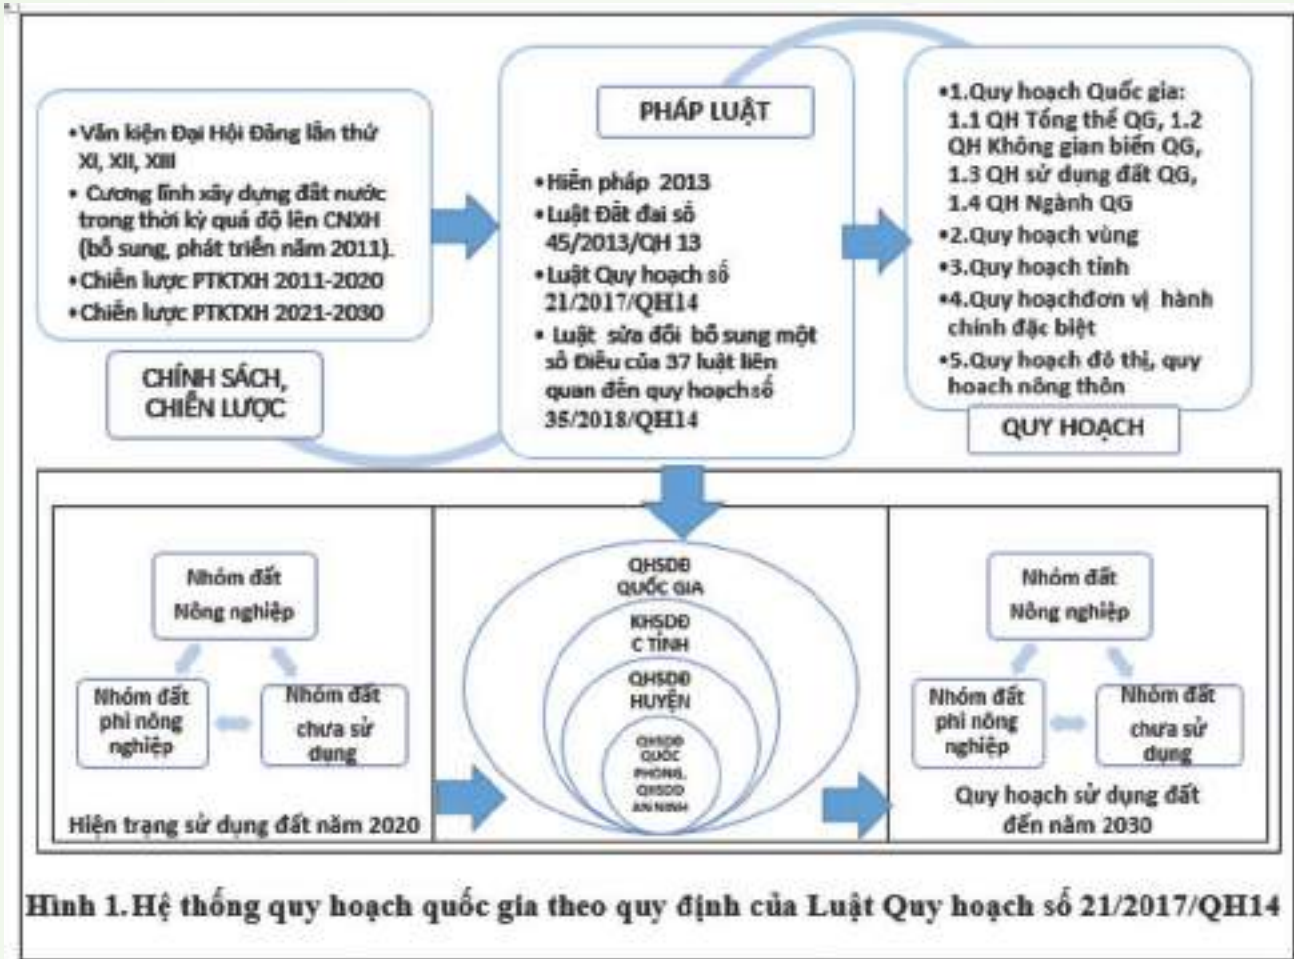 •Văn kiện Đại Hội Đảng lần thứ
XI, XII, XIII
• Cương lĩnh xây dựng đất nước
trong thời kỳ quá độ lên CNXH
(bổ sung, phát triển năm 2011).
•Chiến lược PTKTXH 2011-2020
•Chiến lược PTKTXH 2021-2030
CHÍNH SÁCH,
CHIẾN LƯỢC
PHÁP LUẬT
•Hiến pháp 2013
•Luật Đất đai số
45/2013/QH 13
•Luật Quy hoạch số
21/2017/QH14
• Luật sửa đổi bổ sung một
số Điều của 37 luật liên
quan đến quy hoạch số
35/2018/QH14
•1.Quy hoạch Quốc gia:
1.1 QH Tổng thể QG, 1.2
QH Không gian biển QG,
1.3 QH sử dụng đất QG,
1.4 QH Ngành QG
•2.Quy hoạch vùng
•3.Quy hoạch tỉnh
•4.Quy hoạchđơn vị hành
chính đặc biệt
•5.Quy hoạch đô thị, quy
hoach nông thôn
QUY HOẠCH
Nhóm đất
Nông nghiệp
Nhóm đất
phi nông
nghiệp
Nhóm đất
chưa sử
dụng
Hiện trạng sử dụng đất năm 2020
QHSDĐ
QUỐC GIA
KHSDĐ
C TỈNH
QHSDĐ
HUYỆN
QHSDĐ
QUỐC
PHÒNG,
QHSDĐ
AN NINH
Nhóm đất
Nông nghiệp
Nhóm đất
phi nông
nghiệp
Nhóm đất
chưa sử
dụng
Quy hoạch sử dụng đất
đến năm 2030
Hình 1. Hệ thống quy hoạch quốc gia theo quy định của Luật Quy hoạch số 21/2017/QH14